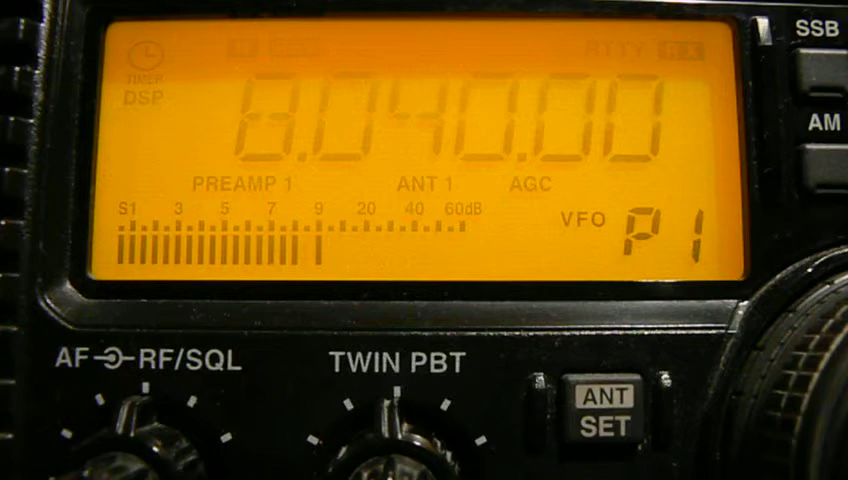 SSB
TIMER
RTTY RX
DSP
8.040.00
AM
PREAMP 1 ANT 1 AGC
S1 3 5 7 9 20 40 60dB
VFO P1
AF RF/SQL TWIN PBT
ANT
SET